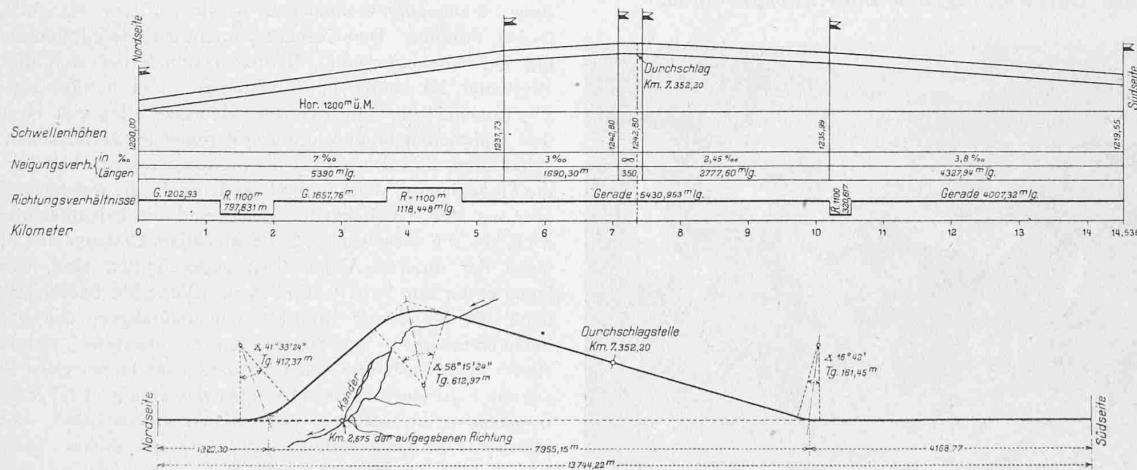 Nordseite
Durchschlag
Km. 7.352,20
Südseite
Hor. 1200 m ü. M.
Schwellenhöhen
1200,00
1237,73
1242,80
1242,80
1235,99
1219,55
Neigungsverh. { in ‰ Längen
7 ‰
3 ‰
∞
2,45 ‰
3,8 ‰
5390 m lg.
1690,30 m
350
2777,60 m lg.
4327,94 m lg.
Richtungsverhältnisse
G. 1202,93
R. 1100
797,831 m
G. 1657,76 m
R = 1100 m
1118,448 m lg.
Gerade 5430,953 m lg.
R. 1100
320,617
Gerade 4007,32 m lg.
Kilometer
0 1 2 3 4 5 6 7 8 9 10 11 12 13 14 14,536
∡ 41°33'24"
Tg. 417,37 m
Kander
∡ 58°15'24"
Tg. 612,97 m
Durchschlagstelle
Km. 7.352,20
∡ 16°42'
Tg. 161,45 m
Nordseite
Km. 2,675 der aufgegebenen Richtung
Südseite
7955,15 m
4168,77
13744,22 m